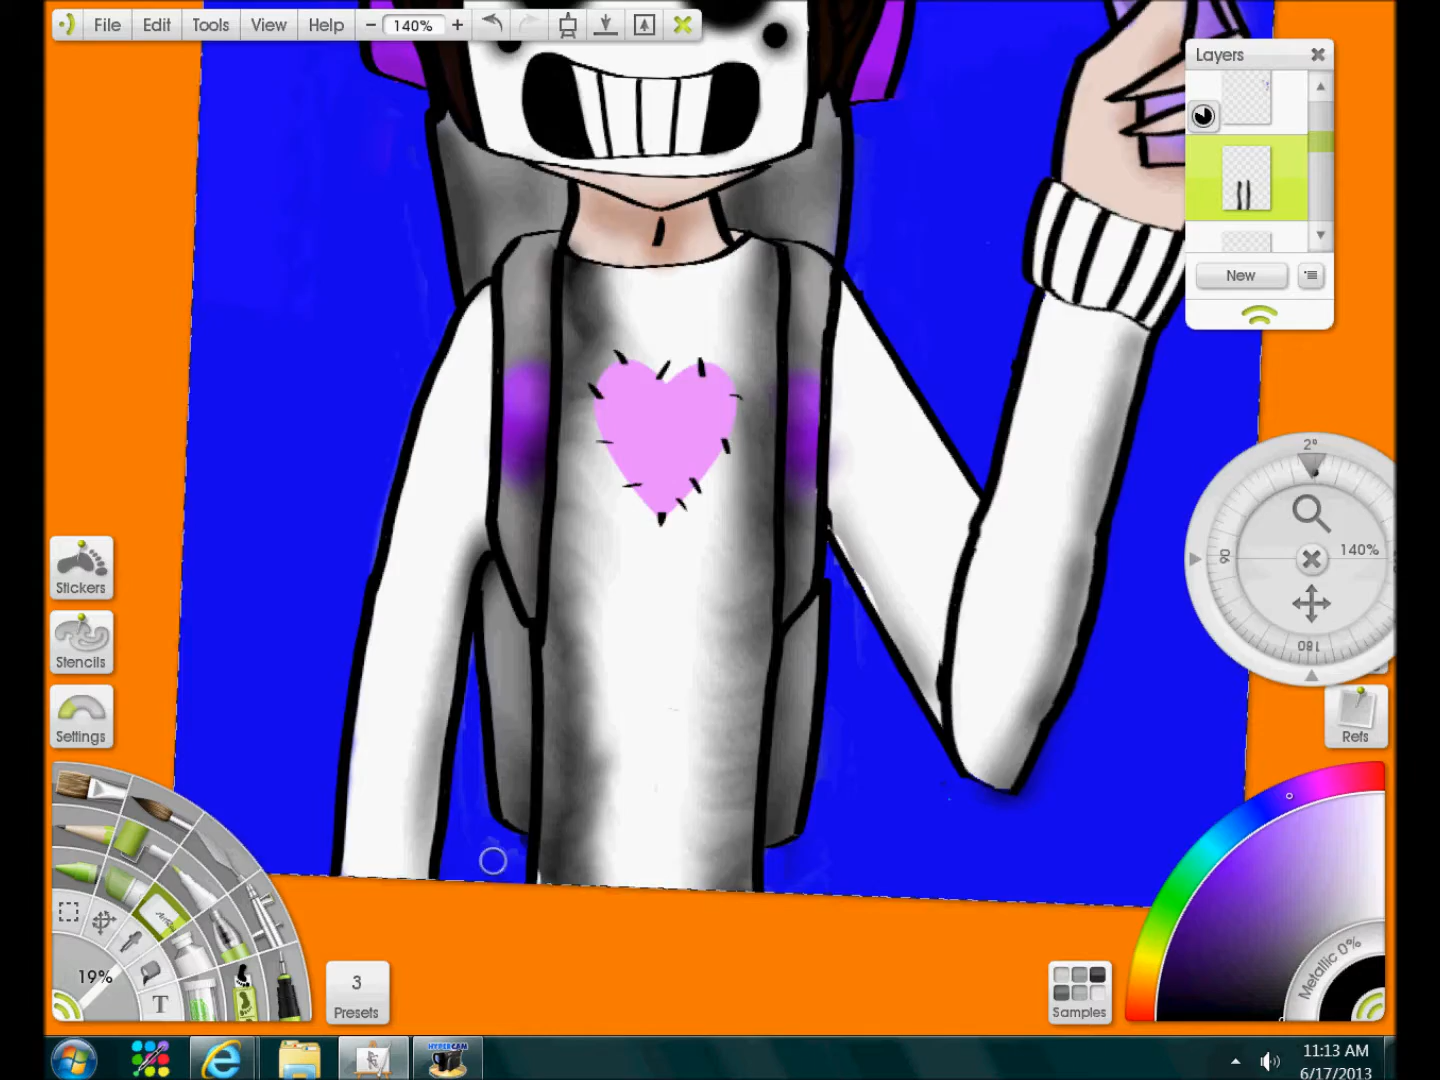 File Edit Tools View Help − 140% +
Layers
New
2°
140%
90
180
Stickers
Stencils
Settings
Refs
19%
T
3
Presets
Metallic 0%
Samples
HYPERCAM
11:13 AM
6/17/2013